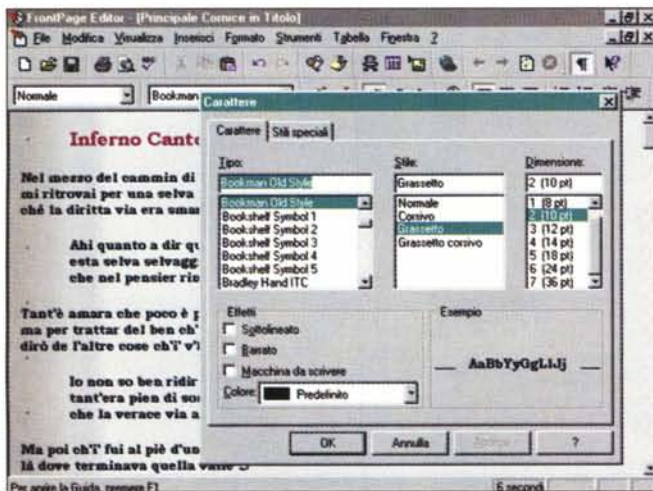 FrontPage Editor - [Principale Cornice in Titolo]
File Modifica Visualizza Inserisci Formato Strumenti Tabella Finestra ?
Normale
Bookman
Inferno Canto
Nel mezzo del cammin di
mi ritrovai per una selva
ché la diritta via era smar
Ahi quanto a dir qu
esta selva selvagg
che nel pensier rin
Tant'è amara che poco è p
ma per trattar del ben ch'
dirò de l'altre cose ch'i' v'
Io non so ben ridir
tant'era pien di so
che la verace via a
Ma poi ch'i' fui al piè d'un
là dove terminava quella valle
Carattere
Carattere Stili speciali
Tipo:
Bookman Old Style
Bookman Old Style
Bookshelf Symbol 1
Bookshelf Symbol 2
Bookshelf Symbol 3
Bookshelf Symbol 4
Bookshelf Symbol 5
Bradley Hand ITC
Stile:
Grassetto
Normale
Corsivo
Grassetto
Grassetto corsivo
Dimensione:
2 (10 pt)
1 (8 pt)
2 (10 pt)
3 (12 pt)
4 (14 pt)
5 (18 pt)
6 (24 pt)
7 (36 pt)
Effetti
Sottolineato
Barrato
Macchina da scrivere
Colore: Predefinito
Esempio
AaBbYyGgLlJj
OK Annulla ?
Per aprire la Guida, premere F1
6 secondi